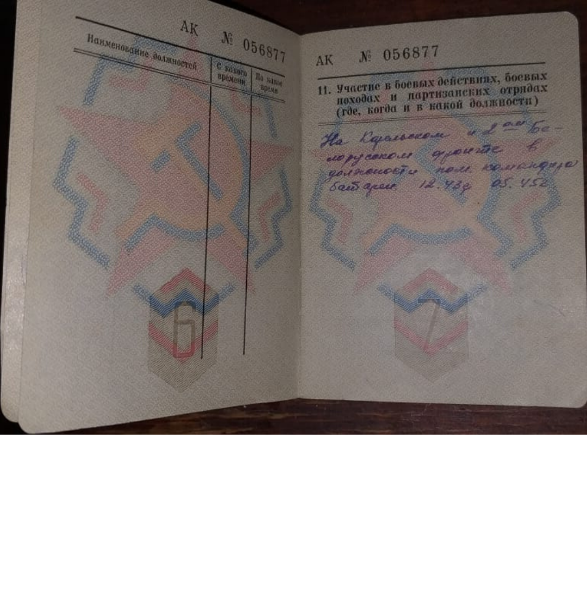 АК № 056877
Наименование должностей
С какого
времени
По какое
время
6
АК № 056877
11. Участие в боевых действиях, боевых
походах и партизанских отрядах
(где, когда и в какой должности)
На Карельском и 2ом Бе-
лорусском фронте в
должности пом. командира
батареи 12.43г 05.45г
7